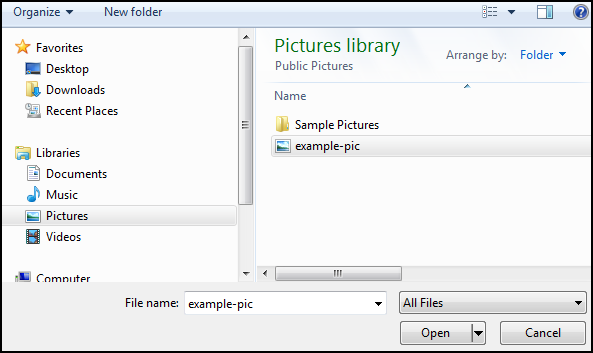 Organize New folder
Favorites
Desktop
Downloads
Recent Places
Libraries
Documents
Music
Pictures
Videos
Computer
Pictures library
Public Pictures
Arrange by: Folder
Name
Sample Pictures
example-pic
File name: example-pic
All Files
Open Cancel